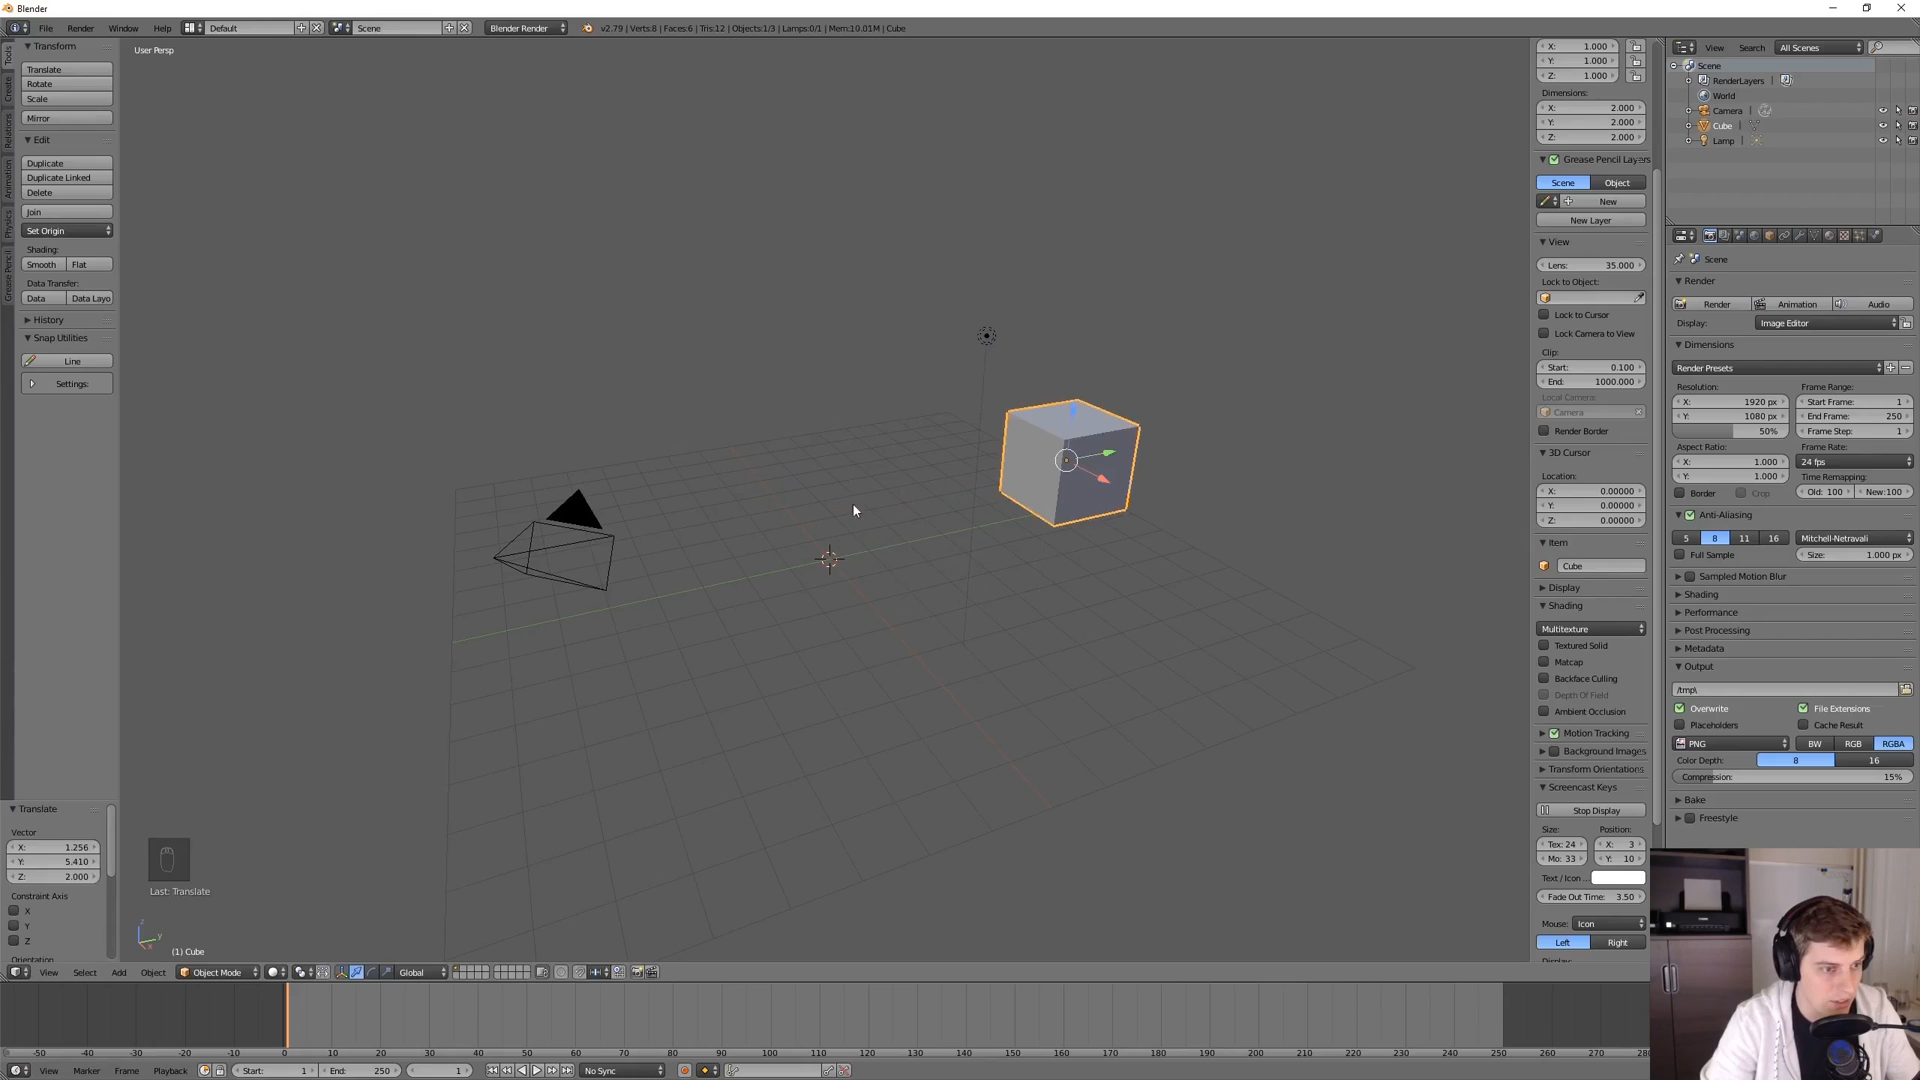 Blender
File Render Window Help Default Scene Blender Render v2.79 | Verts:8 | Faces:6 | Tris:12 | Objects:1/3 | Lamps:0/1 | Mem:10.01M | Cube
Tools
Create
Relations
Animation
Physics
Grease Pencil
Transform
Translate
Rotate
Scale
Mirror
Edit
Duplicate
Duplicate Linked
Delete
Join
Set Origin
Shading:
Smooth Flat
Data Transfer:
Data Data Layo
History
Snap Utilities
Line
Settings:
Translate
Vector
X: 1.256
Y: 5.410
Z: 2.000
Constraint Axis
X
Y
Z
Orientation
User Persp
Last: Translate
z
y
x
(1) Cube
X: 1.000
Y: 1.000
Z: 1.000
Dimensions:
X: 2.000
Y: 2.000
Z: 2.000
Grease Pencil Layers
Scene Object
New
New Layer
View
Lens: 35.000
Lock to Object:
Lock to Cursor
Lock Camera to View
Clip:
Start: 0.100
End: 1000.000
Local Camera:
Camera
Render Border
3D Cursor
Location:
X: 0.00000
Y: 0.00000
Z: 0.00000
Item
Cube
Display
Shading
Multitexture
Textured Solid
Matcap
Backface Culling
Depth Of Field
Ambient Occlusion
Motion Tracking
Background Images
Transform Orientations
Screencast Keys
Stop Display
Size: Position:
Tex: 24 X: 3
Mo: 33 Y: 10
Text / Icon ...
Fade Out Time: 3.50
Mouse: Icon
Left Right
View Search All Scenes
Scene
RenderLayers
World
Camera
Cube
Lamp
Scene
Render
Render Animation Audio
Display: Image Editor
Dimensions
Render Presets
Resolution: Frame Range:
X: 1920 px Start Frame: 1
Y: 1080 px End Frame: 250
50% Frame Step: 1
Aspect Ratio: Frame Rate:
X: 1.000 24 fps
Y: 1.000 Time Remapping:
Border Crop Old: 100 New:100
Anti-Aliasing
5 8 11 16 Mitchell-Netravali
Full Sample Size: 1.000 px
Sampled Motion Blur
Shading
Performance
Post Processing
Metadata
Output
/tmp\
Overwrite File Extensions
Placeholders Cache Result
PNG BW RGB RGBA
Color Depth: 8 16
Compression: 15%
Bake
Freestyle
View Select Add Object Object Mode Global
-50 -40 -30 -20 -10 0 10 20 30 40 50 60 70 80 90 100 110 120 130 140 150 160 170 180 190 200 210 220 230 240 250 260 270 280
View Marker Frame Playback Start: 1 End: 250 1 No Sync